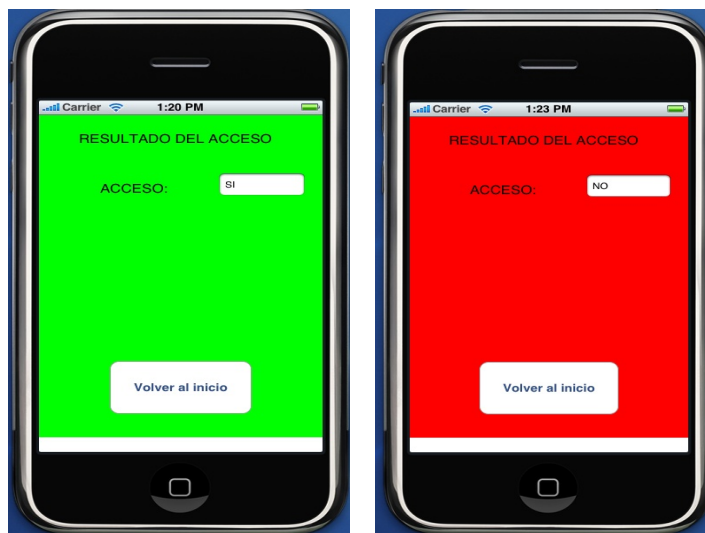 Carrier 1:20 PM
RESULTADO DEL ACCESO
ACCESO: SI
Volver al inicio
Carrier 1:23 PM
RESULTADO DEL ACCESO
ACCESO: NO
Volver al inicio